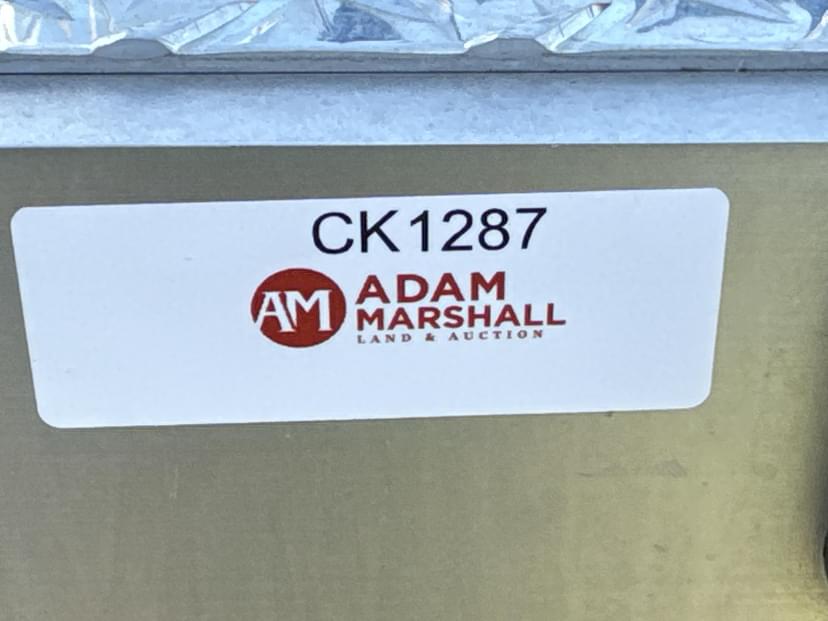 CK1287
AM
ADAM
MARSHALL
LAND & AUCTION